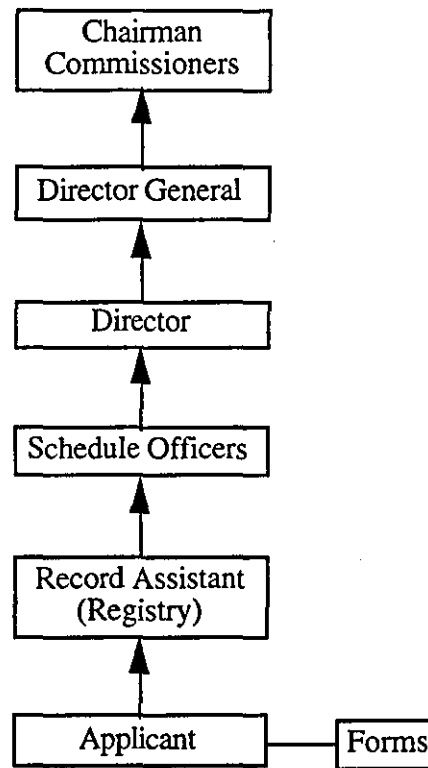 Chairman
Commissioners
Director General
Director
Schedule Officers
Record Assistant
(Registry)
Applicant
Forms